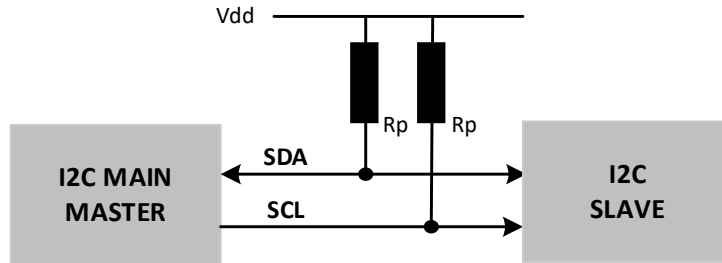 Vdd
Rp
Rp
SDA
I2C MAIN
MASTER
SCL
I2C
SLAVE